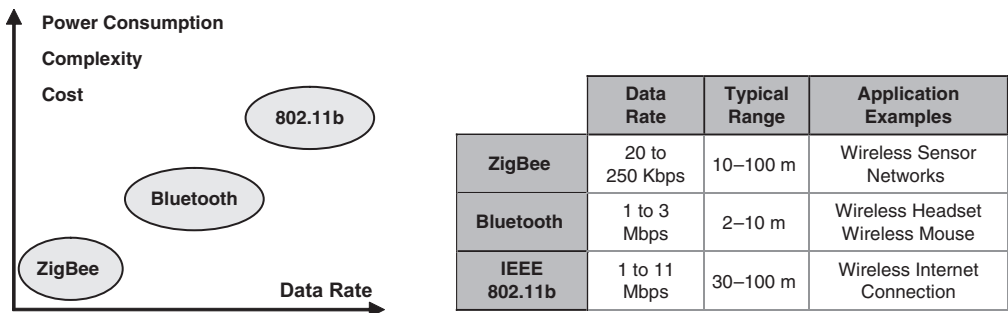 Power Consumption
Complexity
Cost
802.11b
Bluetooth
ZigBee
Data Rate
Data
Rate
Typical
Range
Application
Examples
ZigBee
20 to
250 Kbps
10–100 m
Wireless Sensor
Networks
Bluetooth
1 to 3
Mbps
2–10 m
Wireless Headset
Wireless Mouse
IEEE
802.11b
1 to 11
Mbps
30–100 m
Wireless Internet
Connection